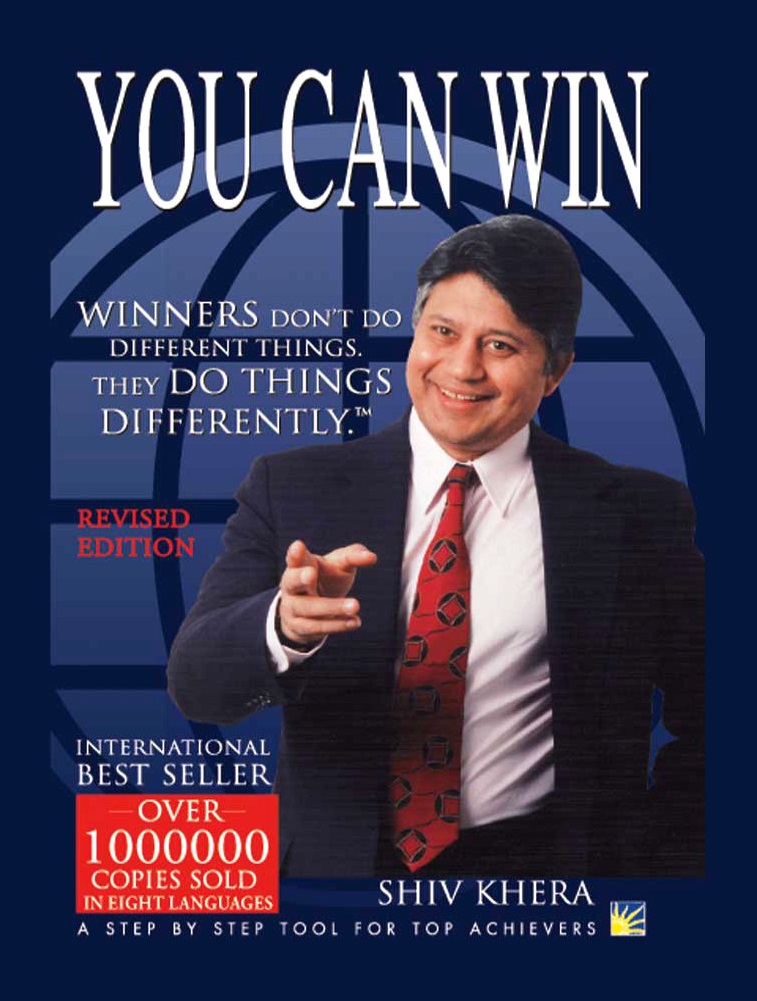 YOU CAN WIN
WINNERS DON'T DO
DIFFERENT THINGS.
THEY DO THINGS
DIFFERENTLY.™
REVISED
EDITION
INTERNATIONAL
BEST SELLER
OVER
1000000
COPIES SOLD
IN EIGHT LANGUAGES
SHIV KHERA
A STEP BY STEP TOOL FOR TOP ACHIEVERS